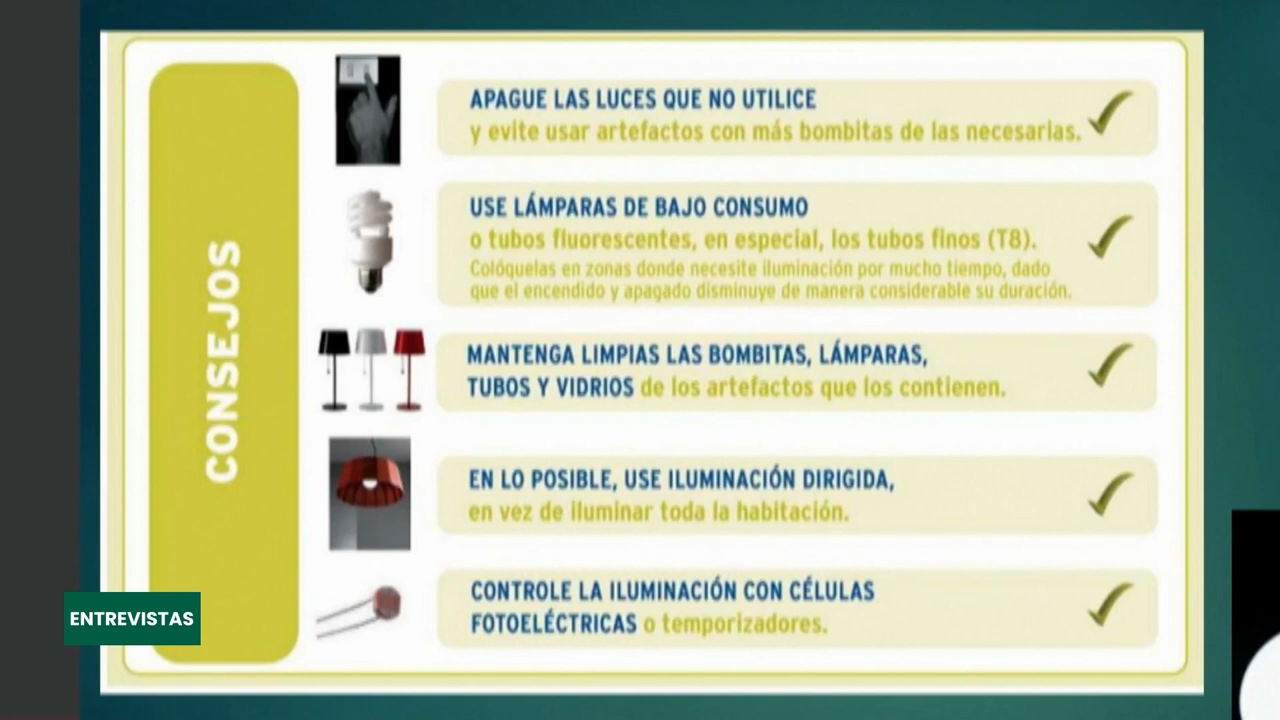 CONSEJOS
APAGUE LAS LUCES QUE NO UTILICE
y evite usar artefactos con más bombitas de las necesarias.
USE LÁMPARAS DE BAJO CONSUMO
o tubos fluorescentes, en especial, los tubos finos (T8).
Colóquelas en zonas donde necesite iluminación por mucho tiempo, dado
que el encendido y apagado disminuye de manera considerable su duración.
MANTENGA LIMPIAS LAS BOMBITAS, LÁMPARAS,
TUBOS Y VIDRIOS de los artefactos que los contienen.
EN LO POSIBLE, USE ILUMINACIÓN DIRIGIDA,
en vez de iluminar toda la habitación.
CONTROLE LA ILUMINACIÓN CON CÉLULAS
FOTOELÉCTRICAS o temporizadores.
ENTREVISTAS